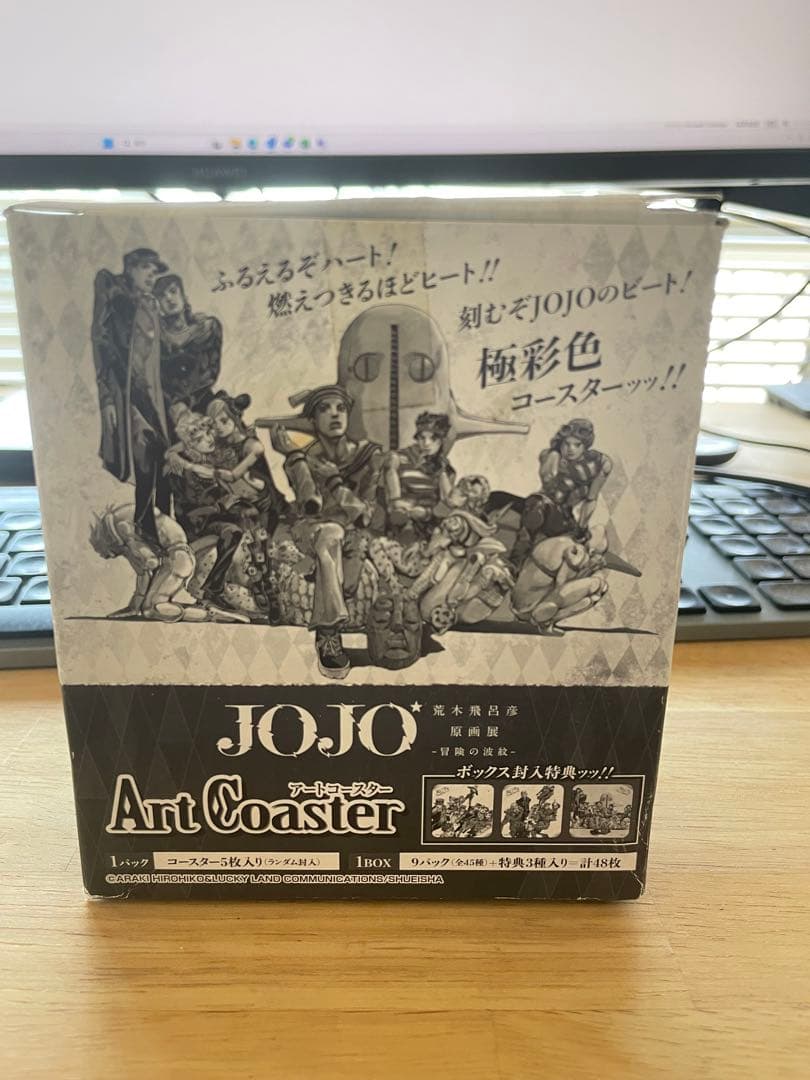 HUAWEI
ふるえるぞハート!
燃えつきるほどヒート!!
刻むぞJOJOのビート!
極彩色
コースターッッ!!
JOJO
荒木飛呂彦
原画展
-冒険の波紋-
アートコースター
Art Coaster
ボックス封入特典ッッ!!
1パック コースター5枚入り(ランダム封入) 1BOX 9パック(全45種)+特典3種入り=計48枚
©ARAKI HIROHIKO&LUCKY LAND COMMUNICATIONS/SHUEISHA